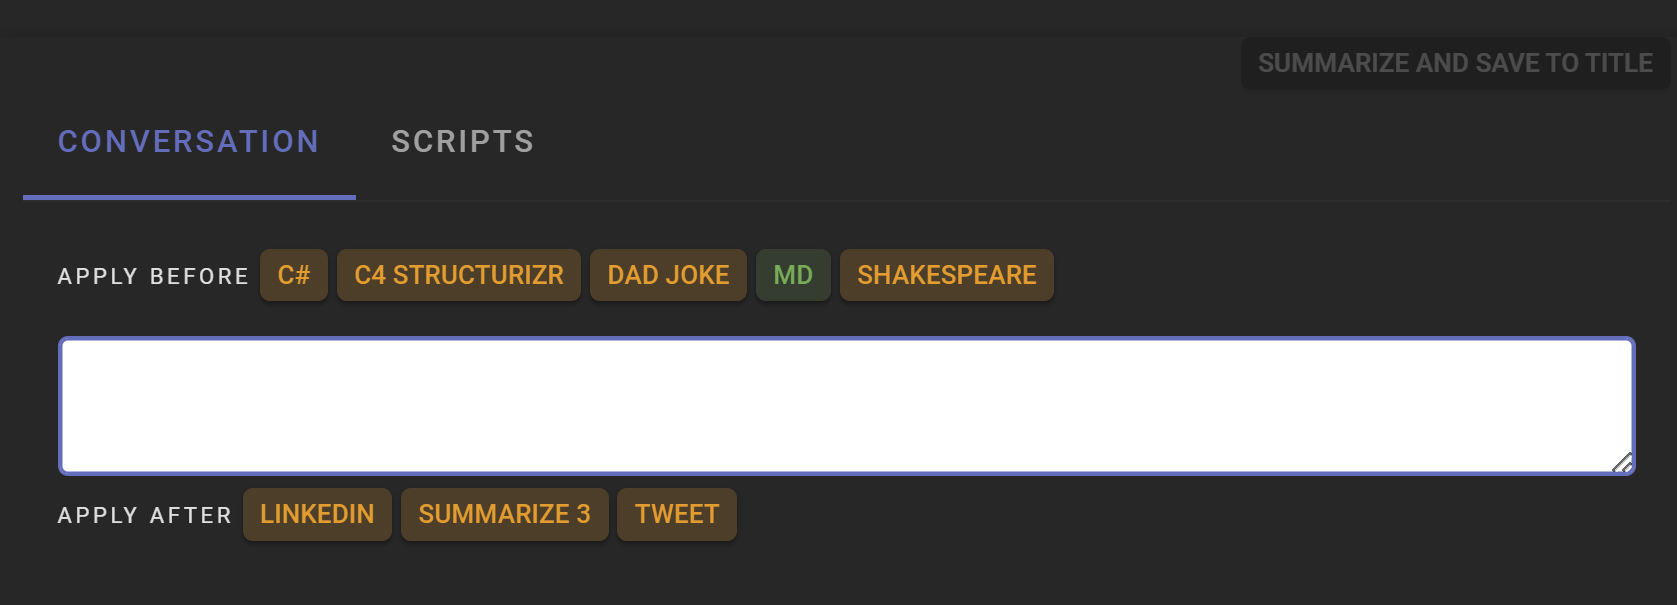 SUMMARIZE AND SAVE TO TITLE
CONVERSATION SCRIPTS
APPLY BEFORE C# C4 STRUCTURIZR DAD JOKE MD SHAKESPEARE
APPLY AFTER LINKEDIN SUMMARIZE 3 TWEET